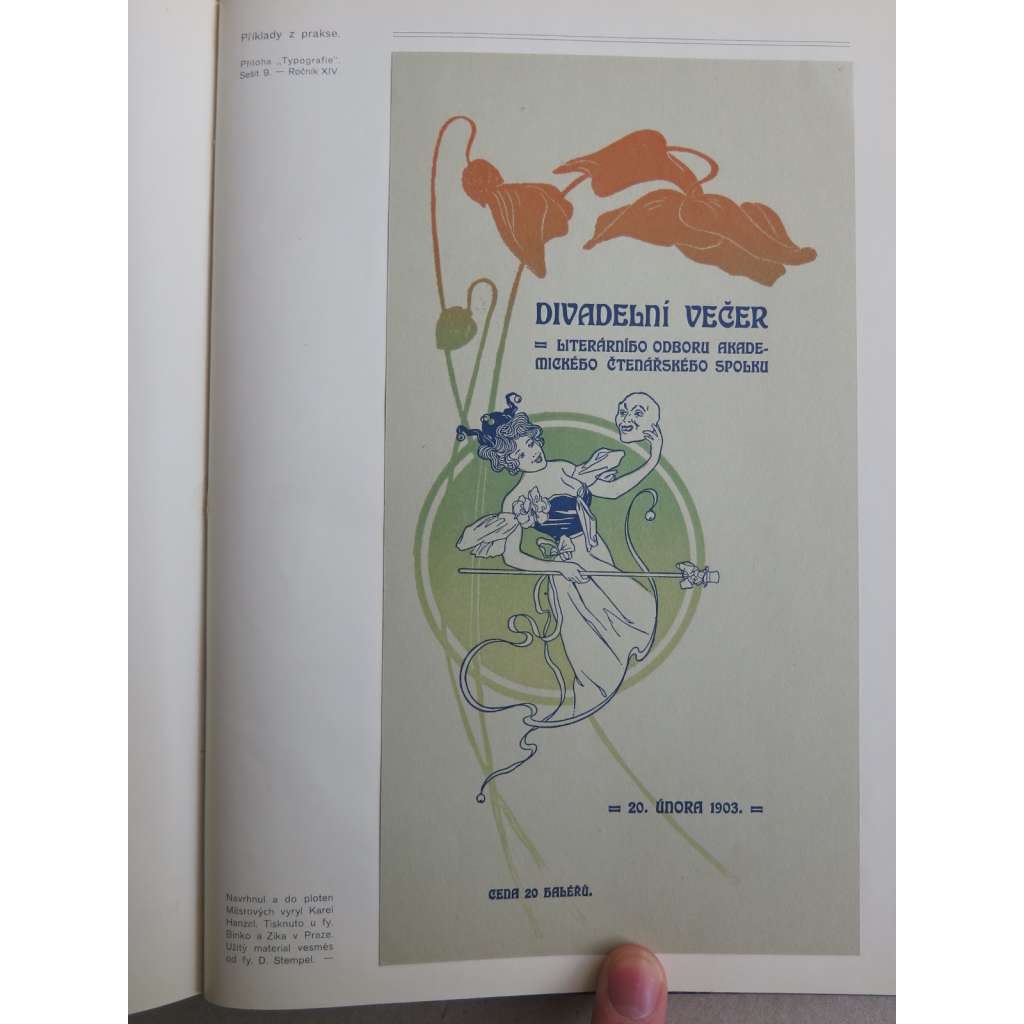 Příklady z prakse.
Příloha „Typografie“.
Sešit 9. — Ročník XIV.
DIVADELNÍ VEČER
= LITERÁRNÍHO ODBORU AKADE-
MICKÉHO ČTENÁŘSKÉHO SPOLKU
= 20. ÚNORA 1903. =
CENA 20 HALÉŘŮ.
Navrhnul a do ploten
Mäsrových vyryl Karel
Hanzel. Tisknuto u fy.
Binko a Zika v Praze.
Užitý material vesměs
od fy. D. Stempel. —